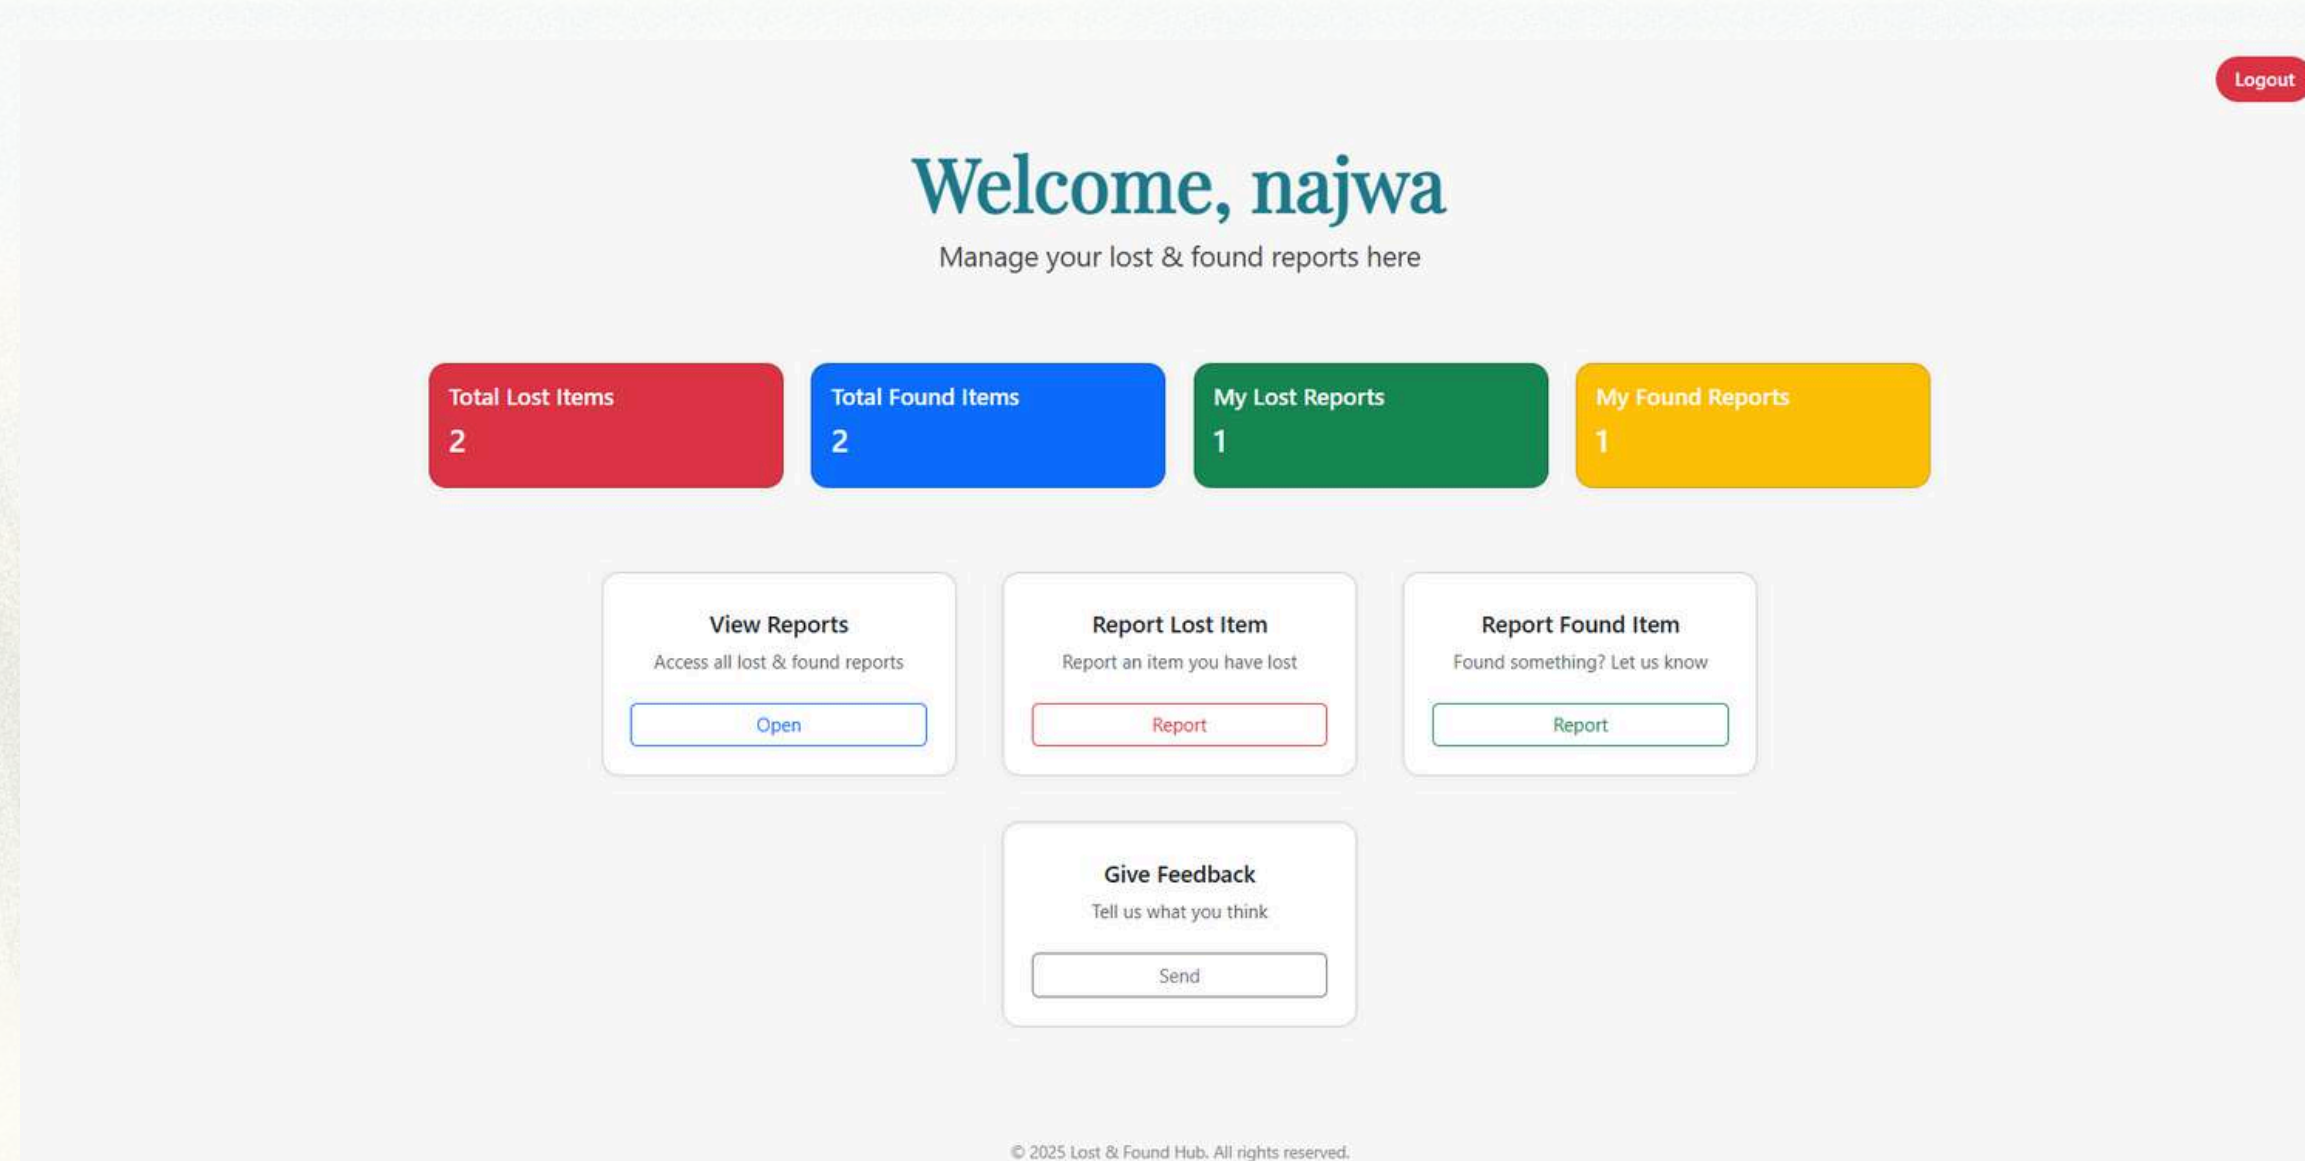 Logout
Welcome, najwa
Manage your lost & found reports here
Total Lost Items
2
Total Found Items
2
My Lost Reports
1
My Found Reports
1
View Reports
Access all lost & found reports
Open
Report Lost Item
Report an item you have lost
Report
Report Found Item
Found something? Let us know
Report
Give Feedback
Tell us what you think
Send
© 2025 Lost & Found Hub. All rights reserved.